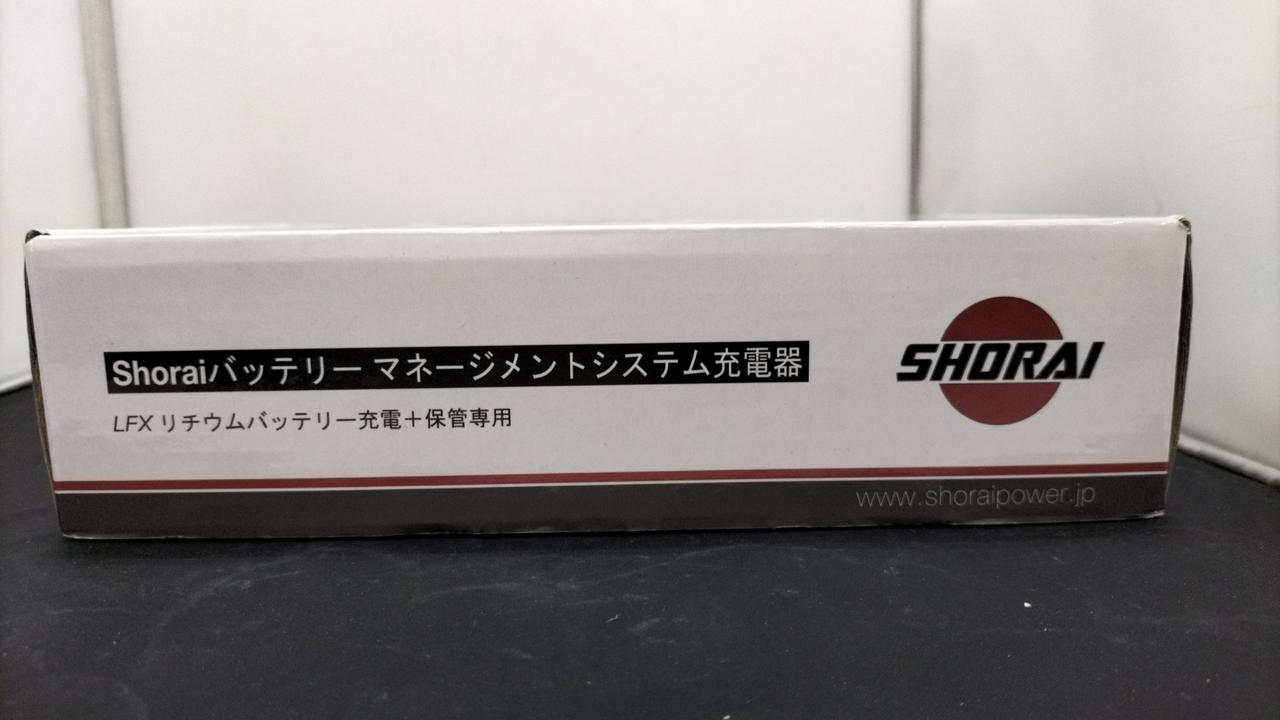 Shoraiバッテリー マネージメントシステム充電器
LFX リチウムバッテリー充電＋保管専用
SHORAI
www.shoraipower.jp